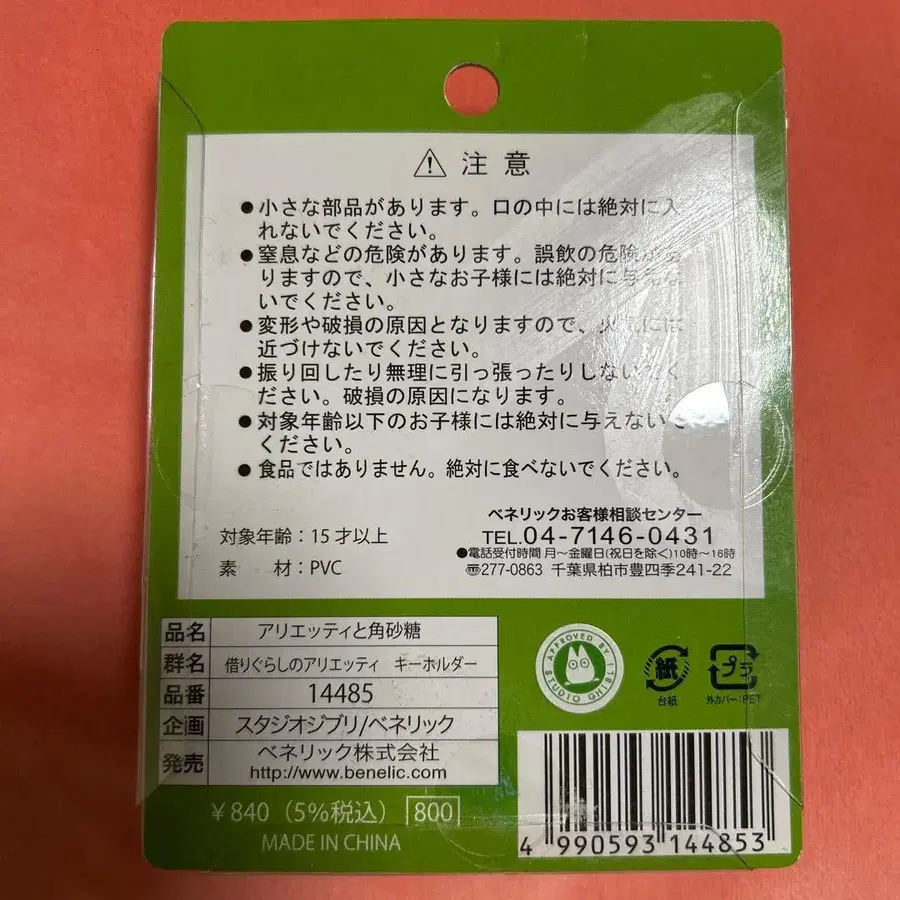 注意
●小さな部品があります。口の中には絶対に入
れないでください。
●窒息などの危険があります。誤飲の危険があ
りますので、小さなお子様には絶対に与えな
いでください。
●変形や破損の原因となりますので、火気には
近づけないでください。
●振り回したり無理に引っ張ったりしないでく
ださい。破損の原因になります。
●対象年齢以下のお子様には絶対に与えないで
ください。
●食品ではありません。絶対に食べないでください。
対象年齢：15才以上
素　材：PVC
ベネリックお客様相談センター
TEL.04-7146-0431
●電話受付時間 月～金曜日(祝日を除く)10時～16時
〒277-0863 千葉県柏市豊四季241-22
品名 アリエッティと角砂糖
群名 借りぐらしのアリエッティ　キーホルダー
品番 14485
企画 スタジオジブリ/ベネリック
発売 ベネリック株式会社
http://www.benelic.com
￥840（5%税込） 800
MADE IN CHINA
APPROVED BY
STUDIO GHIBLI
紙
台紙
プラ
外カバー：PET
4 990593 144853